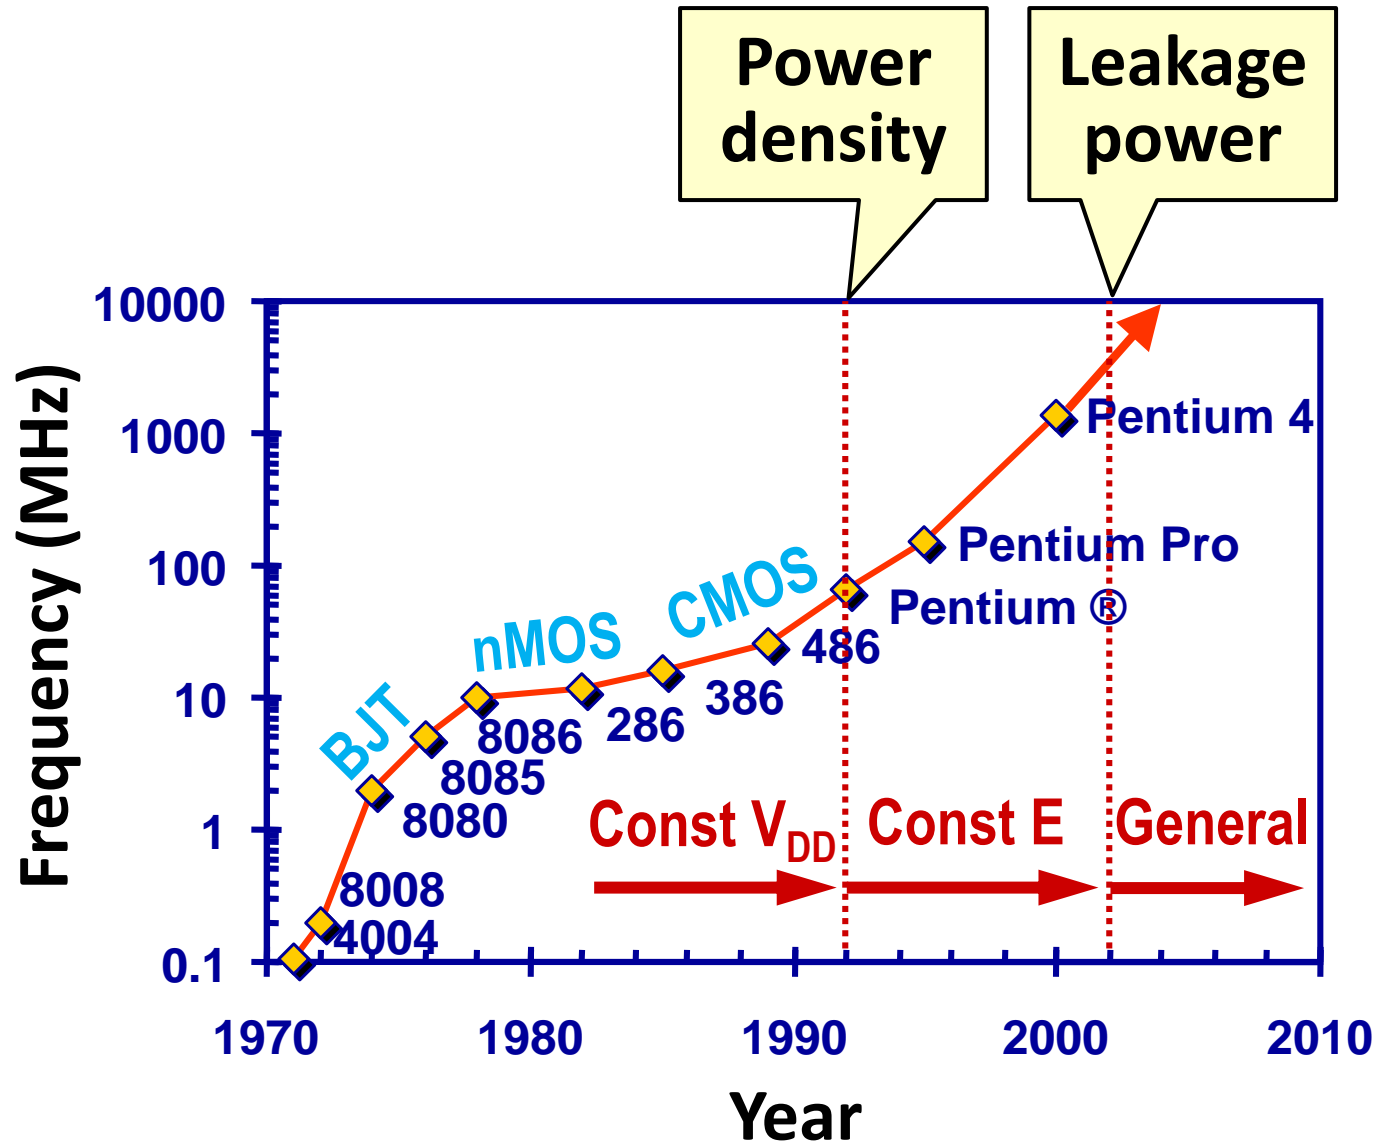 Power
density
Leakage
power
10000
1000
100
10
1
0.1
Frequency (MHz)
Pentium 4
Pentium Pro
Pentium ®
CMOS
nMOS
BJT
486
386
286
8086
8085
8080
8008
4004
Const VDD
Const E
General
1970
1980
1990
2000
2010
Year